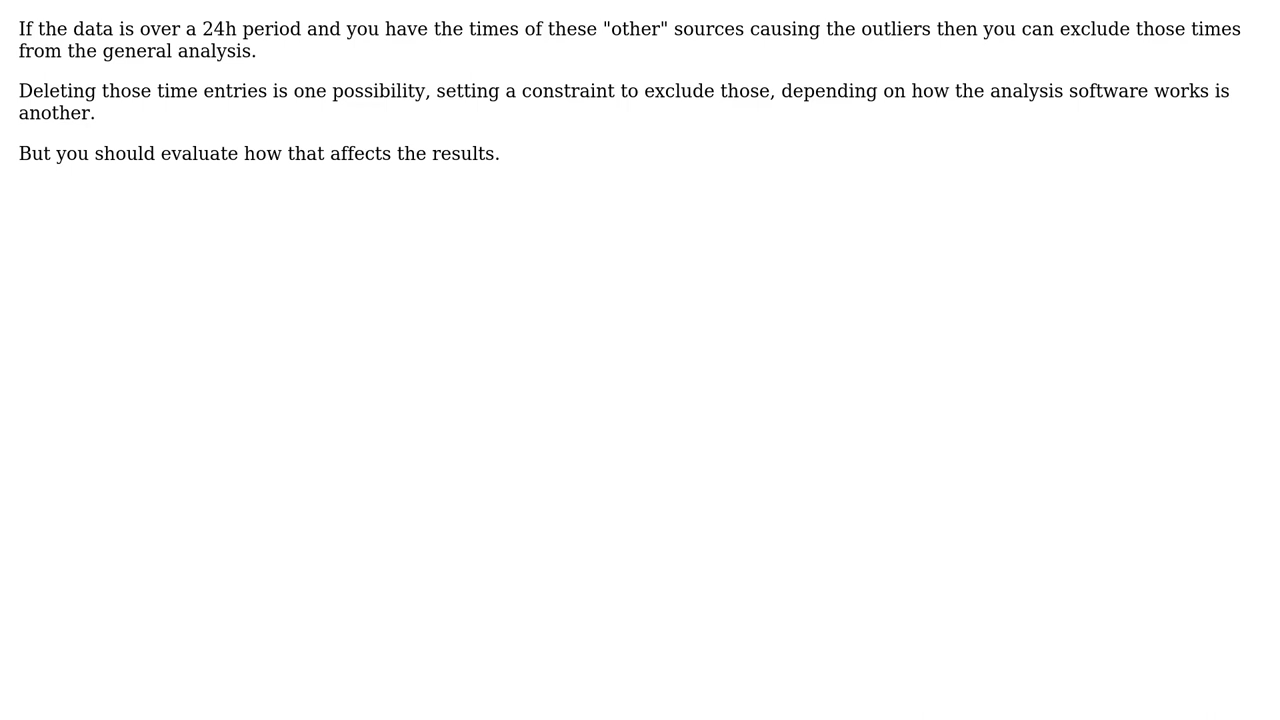 If the data is over a 24h period and you have the times of these "other" sources causing the outliers then you can exclude those times
from the general analysis.
Deleting those time entries is one possibility, setting a constraint to exclude those, depending on how the analysis software works is
another.
But you should evaluate how that affects the results.